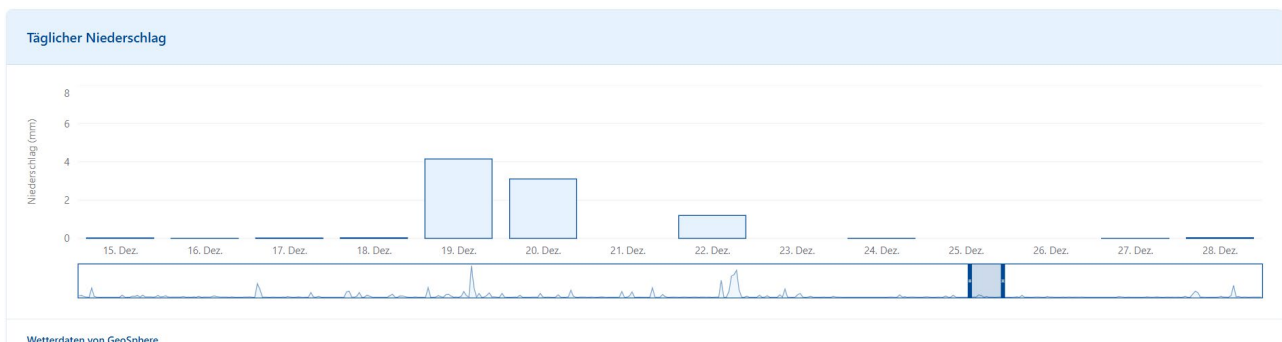 Täglicher Niederschlag
Niederschlag (mm)
8
6
4
2
0
15. Dez. 16. Dez. 17. Dez. 18. Dez. 19. Dez. 20. Dez. 21. Dez. 22. Dez. 23. Dez. 24. Dez. 25. Dez. 26. Dez. 27. Dez. 28. Dez.
Wetterdaten von GeoSphere